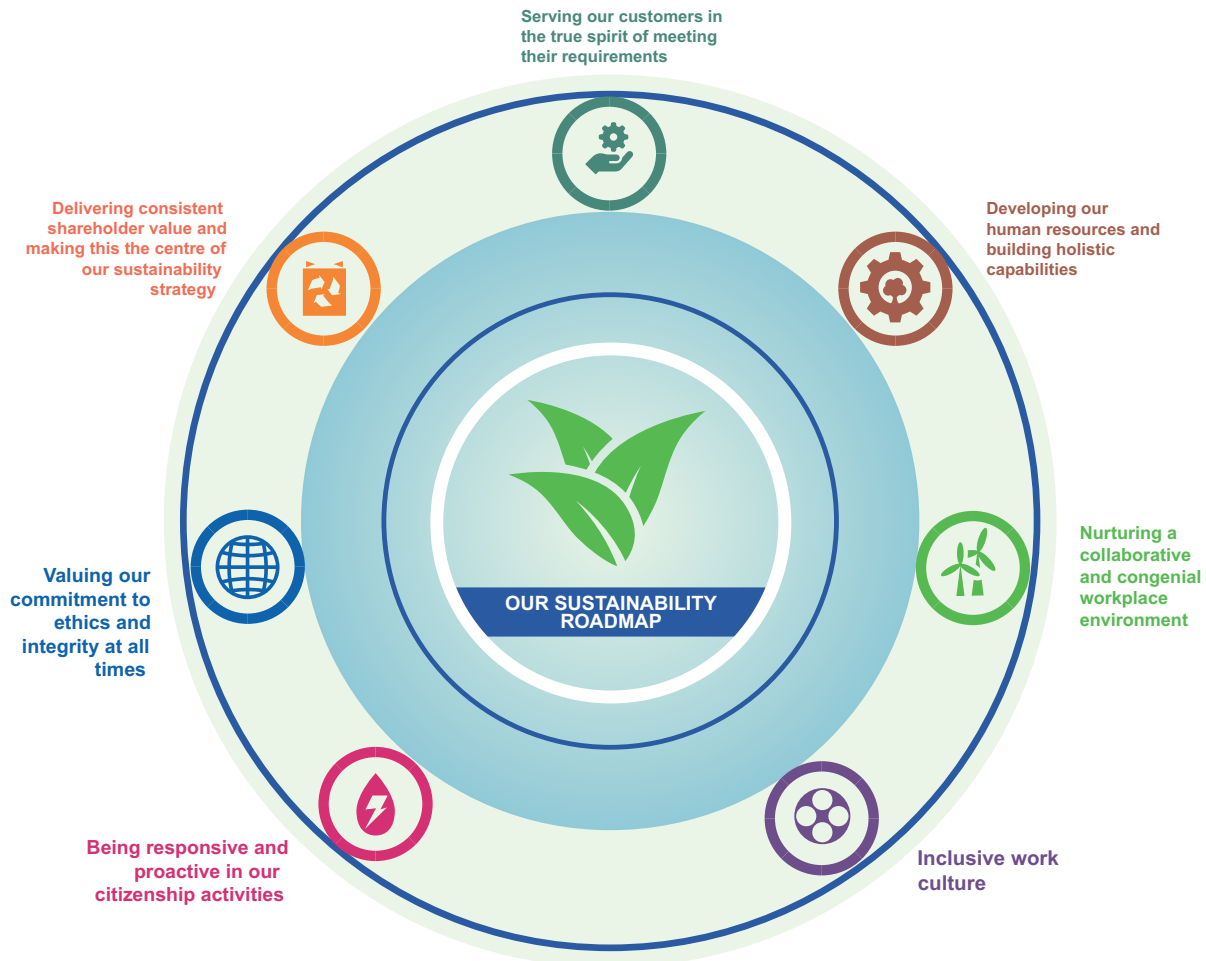 Serving our customers in
the true spirit of meeting
their requirements
Developing our
human resources and
building holistic
capabilities
Nurturing a
collaborative
and congenial
workplace
environment
Inclusive work
culture
Being responsive and
proactive in our
citizenship activities
Valuing our
commitment to
ethics and
integrity at all
times
Delivering consistent
shareholder value and
making this the centre of
our sustainability
strategy
OUR SUSTAINABILITY
ROADMAP